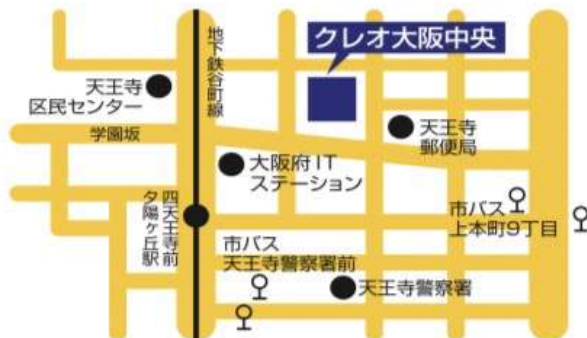 クレオ大阪中央
地下鉄谷町線
天王寺
区民センター
学園坂
天王寺
郵便局
大阪府IT
ステーション
四天王寺前
夕陽ヶ丘駅
市バス
上本町9丁目
市バス
天王寺警察署前
天王寺警察署